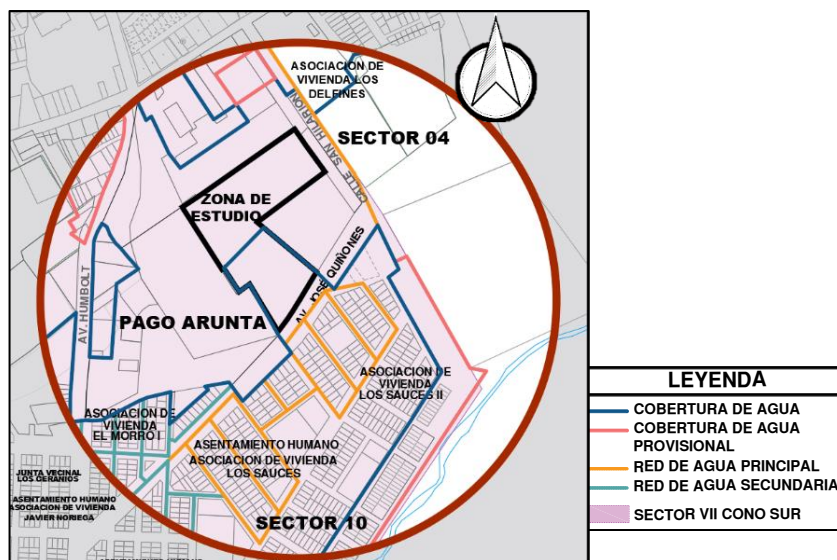 ASOCIACION DE
VIVIENDA LOS
DELFINES
SECTOR 04
CALLE SAN HILARION
ZONA DE
ESTUDIO
AV. JOSE QUIÑONES
AV. HUMBOLT
PAGO ARUNTA
ASOCIACION DE
VIVIENDA
LOS SAUCES II
ASOCIACION DE
VIVIENDA
EL MORRO I
ASENTAMIENTO HUMANO
ASOCIACION DE VIVIENDA
LOS SAUCES
JUNTA VECINAL
LOS GERANIOS
ASENTAMIENTO HUMANO
ASOCIACION DE VIVIENDA
JAVIER NORIEGA
SECTOR 10
LEYENDA
COBERTURA DE AGUA
COBERTURA DE AGUA
PROVISIONAL
RED DE AGUA PRINCIPAL
RED DE AGUA SECUNDARIA
SECTOR VII CONO SUR